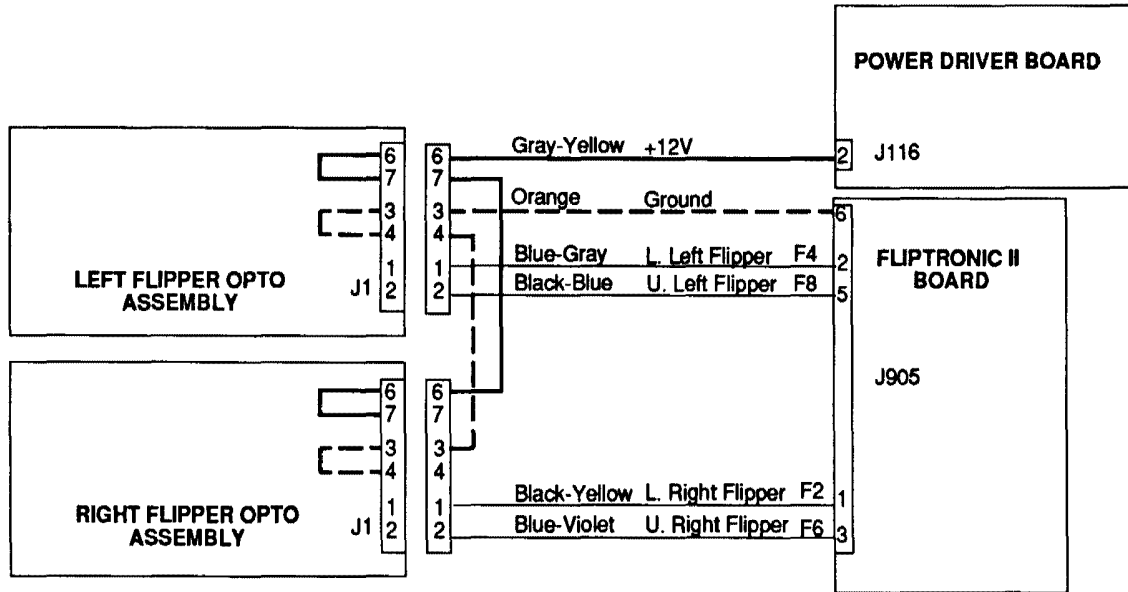 POWER DRIVER BOARD
6 6 Gray-Yellow +12V 2 J116
7 7
3 3 Orange Ground 6
4 4
1 1 Blue-Gray L. Left Flipper F4 2
LEFT FLIPPER OPTO
ASSEMBLY
J1 2 2 Black-Blue U. Left Flipper F8 5
FLIPTRONIC II
BOARD
J905
6 6
7 7
3 3
4 4
1 1 Black-Yellow L. Right Flipper F2 1
RIGHT FLIPPER OPTO
ASSEMBLY
J1 2 2 Blue-Violet U. Right Flipper F6 3